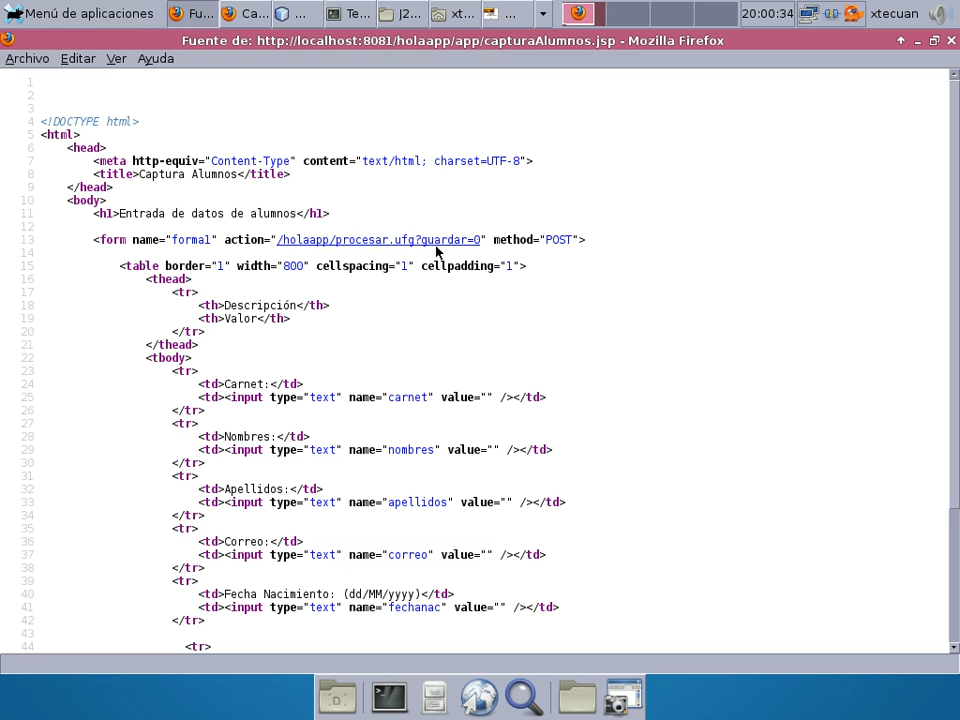 Menú de aplicaciones Fu... Ca... ... Te... J2... xt... ... 20:00:34 xtecuan
Fuente de: http://localhost:8081/holaapp/app/capturaAlumnos.jsp - Mozilla Firefox
Archivo Editar Ver Ayuda
1
2
3
4 <!DOCTYPE html>
5 <html>
6 <head>
7 <meta http-equiv="Content-Type" content="text/html; charset=UTF-8">
8 <title>Captura Alumnos</title>
9 </head>
10 <body>
11 <h1>Entrada de datos de alumnos</h1>
12
13 <form name="forma1" action="/holaapp/procesar.ufg?guardar=0" method="POST">
14
15 <table border="1" width="800" cellspacing="1" cellpadding="1">
16 <thead>
17 <tr>
18 <th>Descripción</th>
19 <th>Valor</th>
20 </tr>
21 </thead>
22 <tbody>
23 <tr>
24 <td>Carnet:</td>
25 <td><input type="text" name="carnet" value="" /></td>
26 </tr>
27 <tr>
28 <td>Nombres:</td>
29 <td><input type="text" name="nombres" value="" /></td>
30 </tr>
31 <tr>
32 <td>Apellidos:</td>
33 <td><input type="text" name="apellidos" value="" /></td>
34 </tr>
35 <tr>
36 <td>Correo:</td>
37 <td><input type="text" name="correo" value="" /></td>
38 </tr>
39 <tr>
40 <td>Fecha Nacimiento: (dd/MM/yyyy)</td>
41 <td><input type="text" name="fechanac" value="" /></td>
42 </tr>
43
44 <tr>